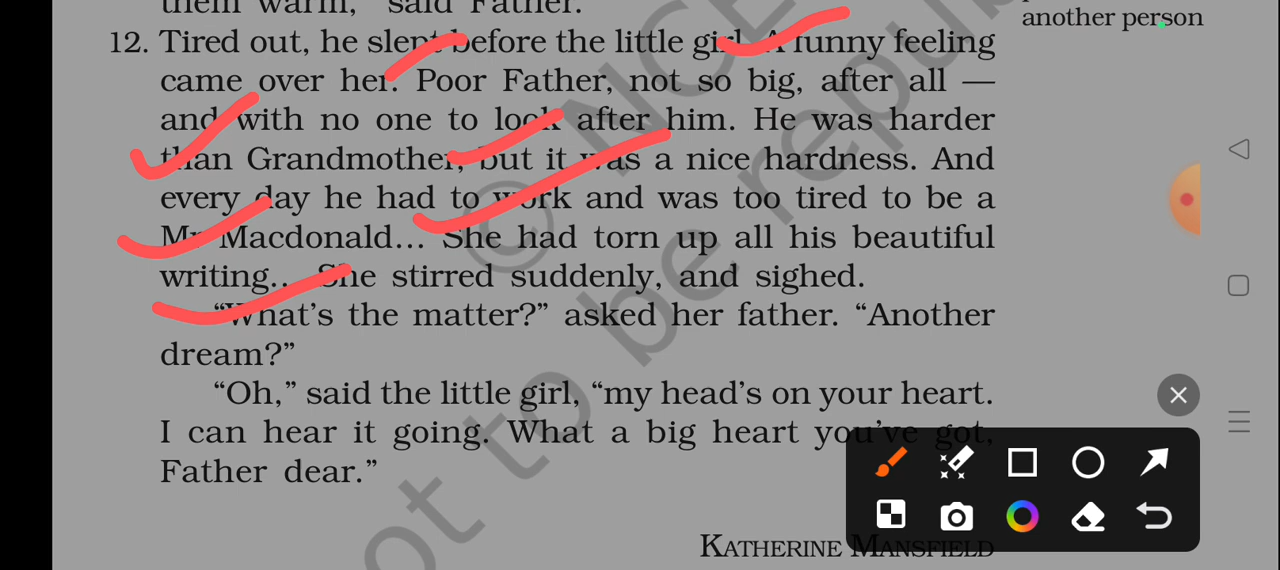 them warm," said Father.
another person
12. Tired out, he slept before the little girl. A funny feeling
came over her. Poor Father, not so big, after all —
and with no one to look after him. He was harder
than Grandmother, but it was a nice hardness. And
every day he had to work and was too tired to be a
Mr Macdonald... She had torn up all his beautiful
writing... She stirred suddenly, and sighed.
“What’s the matter?” asked her father. “Another
dream?”
“Oh,” said the little girl, “my head’s on your heart.
I can hear it going. What a big heart you’ve got,
Father dear.”
KATHERINE MANSFIELD
© NCE
not to be republ